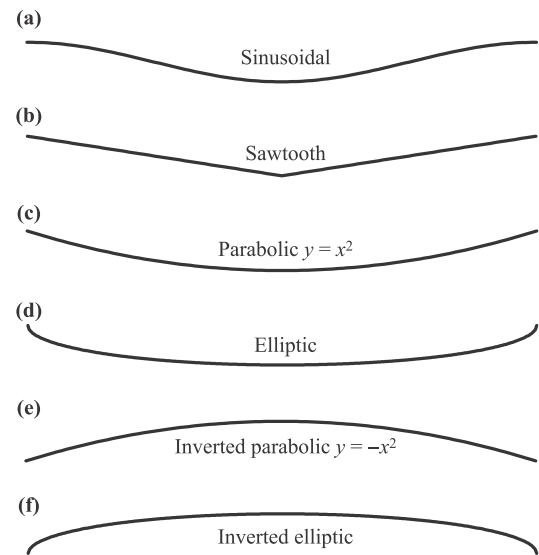 (a)
Sinusoidal
(b)
Sawtooth
(c)
Parabolic y = x²
(d)
Elliptic
(e)
Inverted parabolic y = –x²
(f)
Inverted elliptic